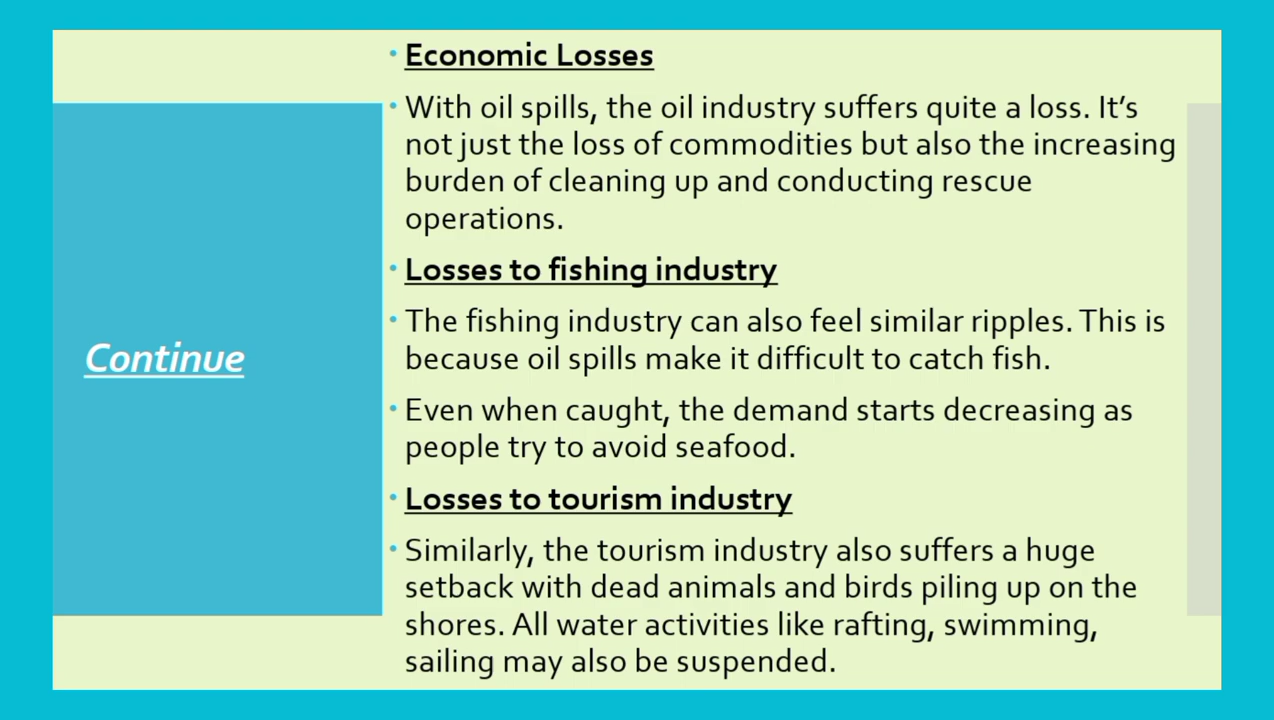 Economic Losses
With oil spills, the oil industry suffers quite a loss. It’s
not just the loss of commodities but also the increasing
burden of cleaning up and conducting rescue
operations.
Losses to fishing industry
The fishing industry can also feel similar ripples. This is
because oil spills make it difficult to catch fish.
Even when caught, the demand starts decreasing as
people try to avoid seafood.
Losses to tourism industry
Similarly, the tourism industry also suffers a huge
setback with dead animals and birds piling up on the
shores. All water activities like rafting, swimming,
sailing may also be suspended.
Continue